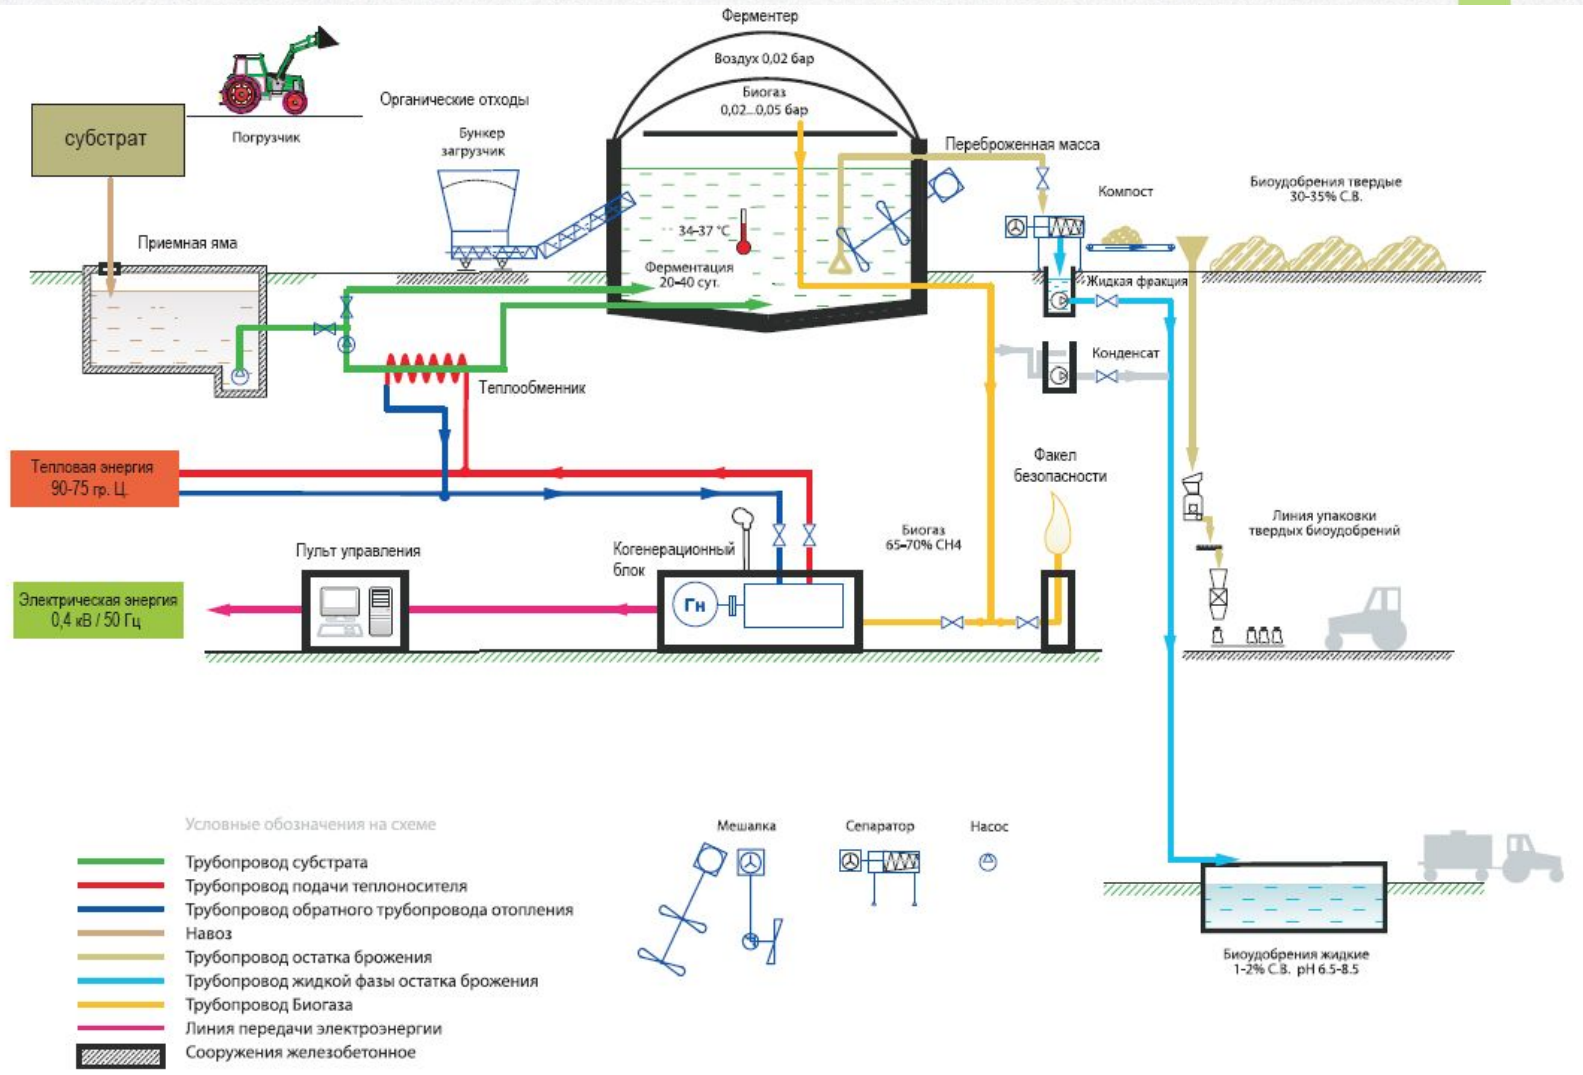 Ферментер
Воздух 0,02 бар
Биогаз
0,02...0,05 бар
субстрат
Погрузчик
Органические отходы
Бункер
загрузчик
Переброженная масса
Компост
Биоудобрения твердые
30-35% С.В.
Приемная яма
34-37 °C
Ферментация
20-40 сут.
Жидкая фракция
Конденсат
Теплообменник
Тепловая энергия
90-75 гр. Ц.
Факел
безопасности
Биогаз
65-70% CH4
Линия упаковки
твердых биоудобрений
Пульт управления
Когенерационный
блок
Гн
Электрическая энергия
0,4 кВ / 50 Гц
Условные обозначения на схеме
Трубопровод субстрата
Трубопровод подачи теплоносителя
Трубопровод обратного трубопровода отопления
Навоз
Трубопровод остатка брожения
Трубопровод жидкой фазы остатка брожения
Трубопровод Биогаза
Линия передачи электроэнергии
Сооружения железобетонное
Мешалка
Сепаратор
Насос
Биоудобрения жидкие
1-2% С.В. pH 6.5-8.5